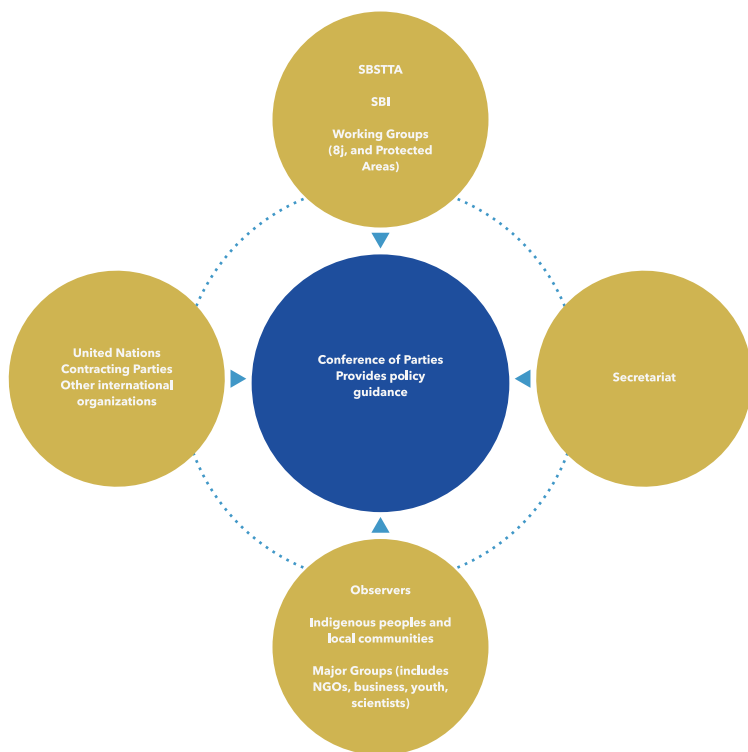 SBSTTA
SBI
Working Groups
(8j, and Protected
Areas)
United Nations
Contracting Parties
Other international
organizations
Conference of Parties
Provides policy
guidance
Secretariat
Observers
Indigenous peoples and
local communities
Major Groups (includes
NGOs, business, youth,
scientists)